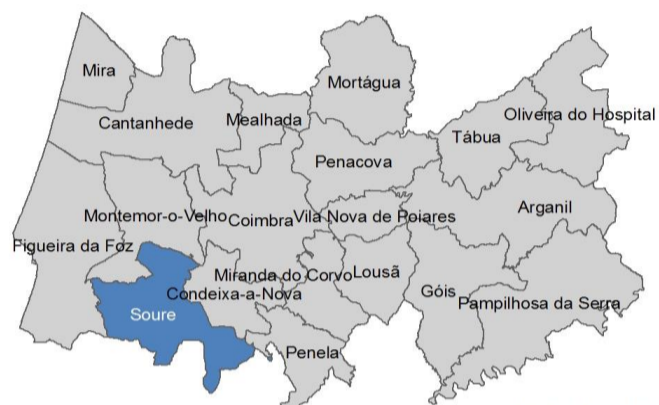 Mira
Mortágua
Cantanhede
Mealhada
Oliveira do Hospital
Tábua
Penacova
Montemor-o-Velho
Coimbra
Vila Nova de Poiares
Arganil
Figueira da Foz
Miranda do Corvo
Lousã
Condeixa-a-Nova
Góis
Pampilhosa da Serra
Soure
Penela